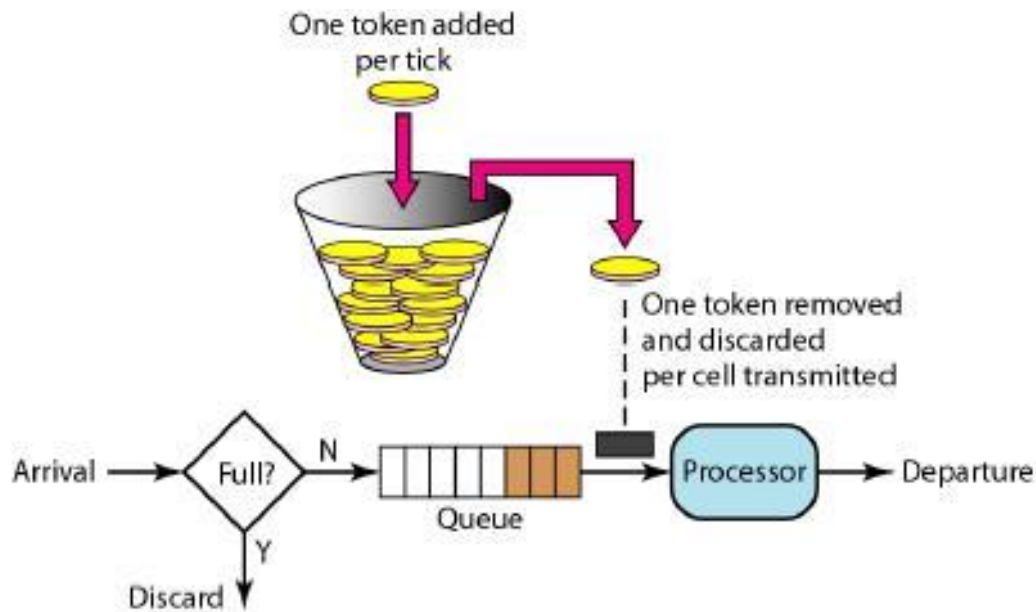 One token added
per tick
One token removed
and discarded
per cell transmitted
Arrival
Full?
N
Y
Discard
Queue
Processor
Departure